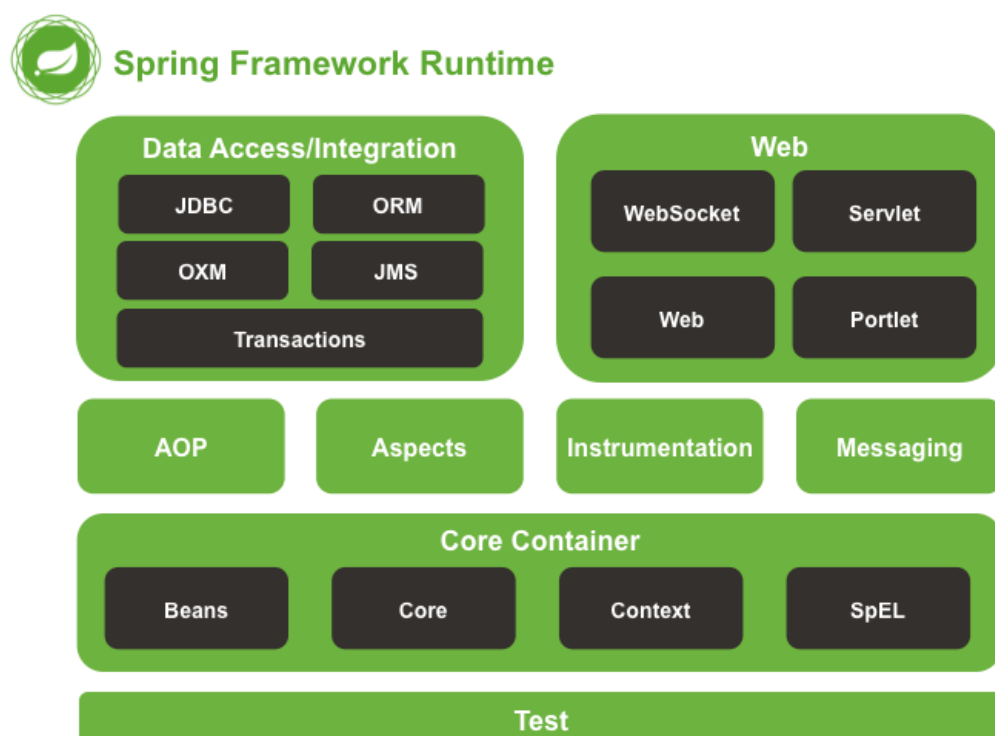 Spring Framework Runtime
Data Access/Integration
JDBC
ORM
OXM
JMS
Transactions
Web
WebSocket
Servlet
Web
Portlet
AOP
Aspects
Instrumentation
Messaging
Core Container
Beans
Core
Context
SpEL
Test